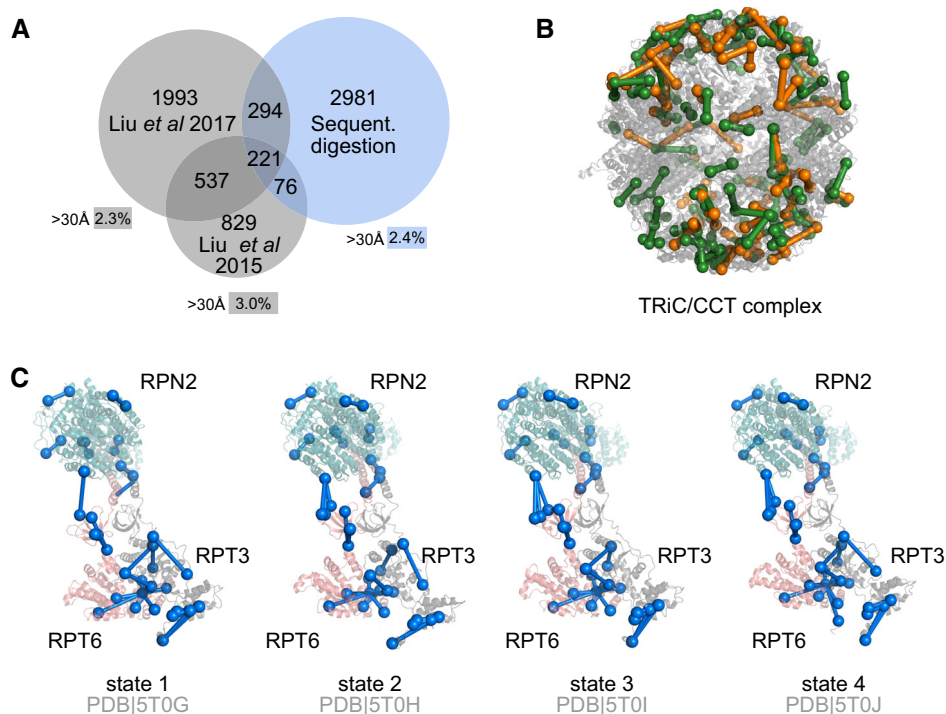 A
1993
Liu et al 2017
294
2981
Sequent.
digestion
221
537
76
>30Å 2.3%
829
Liu et al
2015
>30Å 2.4%
>30Å 3.0%
B
TRiC/CCT complex
C
RPN2
RPT3
RPT6
state 1
PDB|5T0G
RPN2
RPT3
RPT6
state 2
PDB|5T0H
RPN2
RPT3
RPT6
state 3
PDB|5T0I
RPN2
RPT3
RPT6
state 4
PDB|5T0J